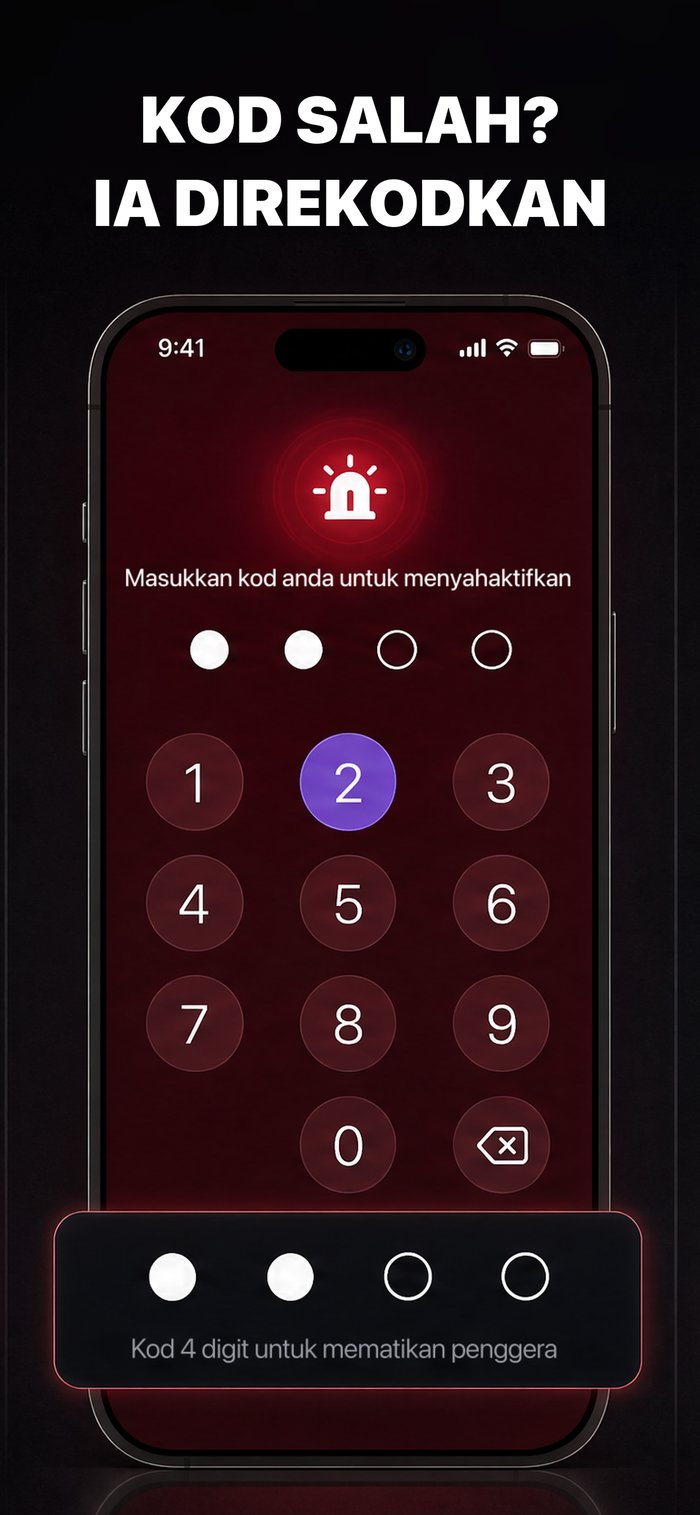 KOD SALAH?
IA DIREKODKAN
9:41
Masukkan kod anda untuk menyahaktifkan
1 2 3
4 5 6
7 8 9
0
Kod 4 digit untuk mematikan penggera